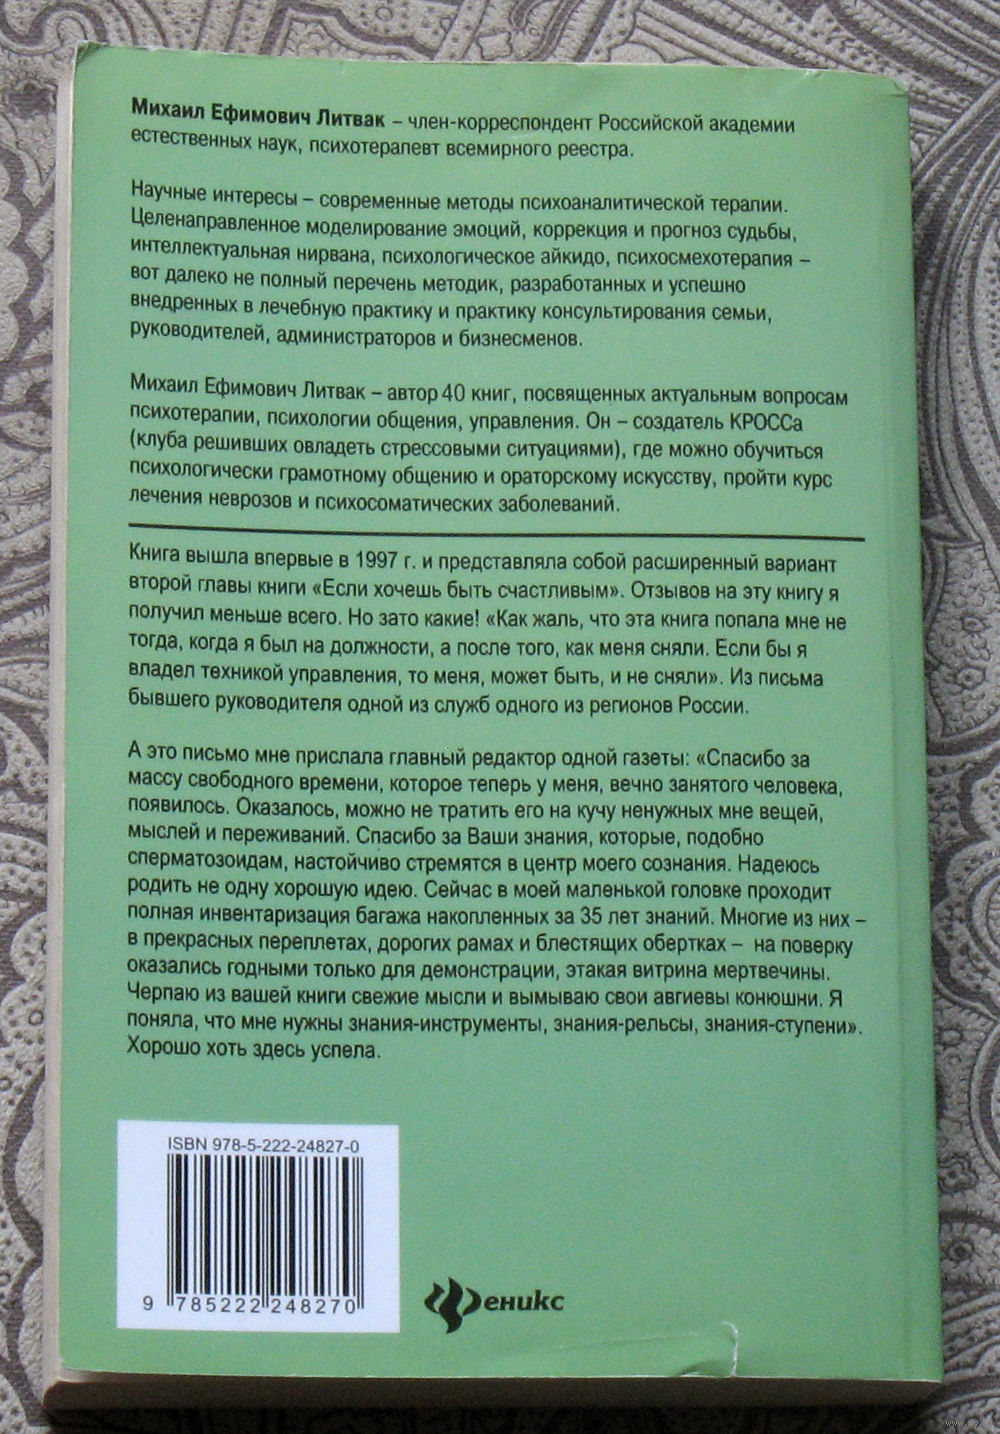 Михаил Ефимович Литвак – член-корреспондент Российской академии
естественных наук, психотерапевт всемирного реестра.
Научные интересы – современные методы психоаналитической терапии.
Целенаправленное моделирование эмоций, коррекция и прогноз судьбы,
интеллектуальная нирвана, психологическое айкидо, психосмехотерапия –
вот далеко не полный перечень методик, разработанных и успешно
внедренных в лечебную практику и практику консультирования семьи,
руководителей, администраторов и бизнесменов.
Михаил Ефимович Литвак – автор 40 книг, посвященных актуальным вопросам
психотерапии, психологии общения, управления. Он – создатель КРОССа
(клуба решивших овладеть стрессовыми ситуациями), где можно обучиться
психологически грамотному общению и ораторскому искусству, пройти курс
лечения неврозов и психосоматических заболеваний.
Книга вышла впервые в 1997 г. и представляла собой расширенный вариант
второй главы книги «Если хочешь быть счастливым». Отзывов на эту книгу я
получил меньше всего. Но зато какие! «Как жаль, что эта книга попала мне не
тогда, когда я был на должности, а после того, как меня сняли. Если бы я
владел техникой управления, то меня, может быть, и не сняли». Из письма
бывшего руководителя одной из служб одного из регионов России.
А это письмо мне прислала главный редактор одной газеты: «Спасибо за
массу свободного времени, которое теперь у меня, вечно занятого человека,
появилось. Оказалось, можно не тратить его на кучу ненужных мне вещей,
мыслей и переживаний. Спасибо за Ваши знания, которые, подобно
сперматозоидам, настойчиво стремятся в центр моего сознания. Надеюсь
родить не одну хорошую идею. Сейчас в моей маленькой головке проходит
полная инвентаризация багажа накопленных за 35 лет знаний. Многие из них –
в прекрасных переплетах, дорогих рамах и блестящих обертках – на поверку
оказались годными только для демонстрации, этакая витрина мертвечины.
Черпаю из вашей книги свежие мысли и вымываю свои авгиевы конюшни. Я
поняла, что мне нужны знания-инструменты, знания-рельсы, знания-ступени».
Хорошо хоть здесь успела.
ISBN 978-5-222-24827-0
9 785222 248270
Феникс